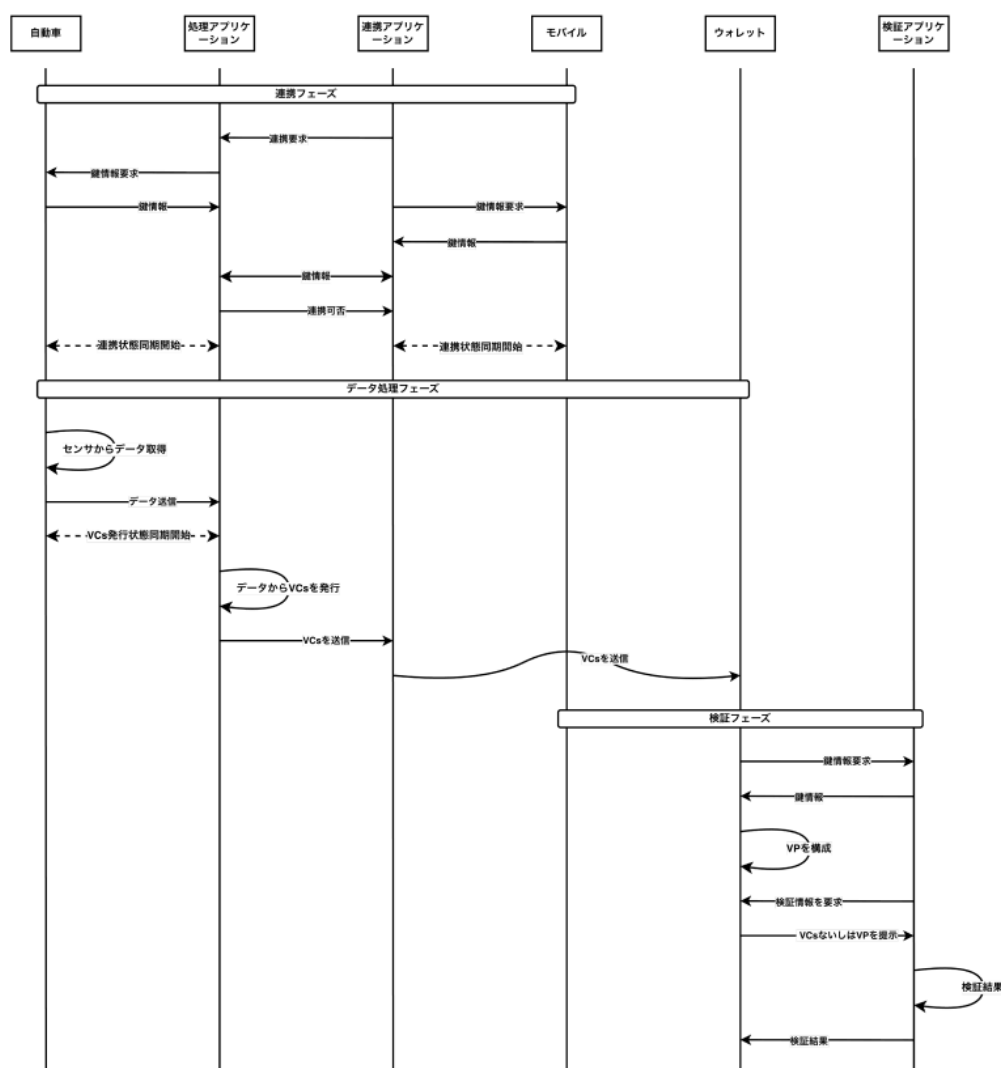 自動車
処理アプリケ
ーション
連携アプリケ
ーション
モバイル
ウォレット
検証アプリケ
ーション
連携フェーズ
連携要求
鍵情報要求
鍵情報
鍵情報要求
鍵情報
鍵情報
連携可否
連携状態同期開始
連携状態同期開始
データ処理フェーズ
センサからデータ取得
データ送信
VCs発行状態同期開始
データからVCsを発行
VCsを送信
VCsを送信
検証フェーズ
鍵情報要求
鍵情報
VPを構成
検証情報を要求
VCsないしはVPを提示
検証結果
検証結果